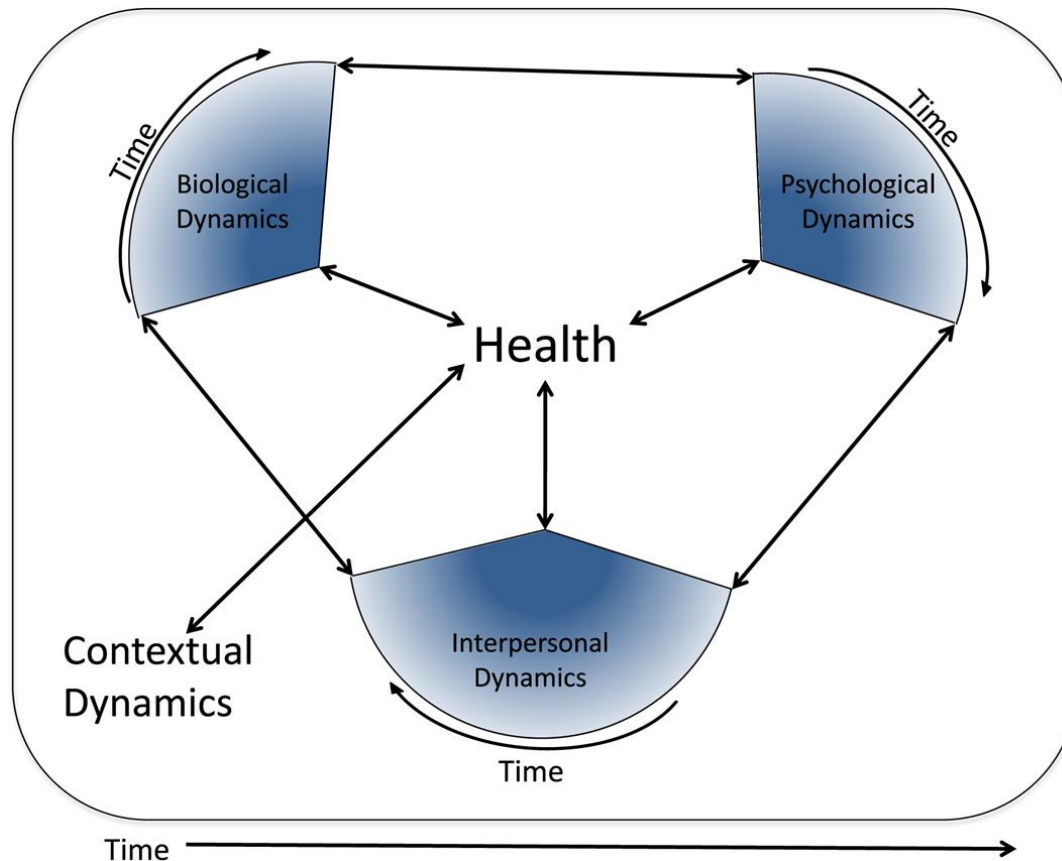 Time
Biological
Dynamics
Time
Psychological
Dynamics
Health
Contextual
Dynamics
Interpersonal
Dynamics
Time
Time